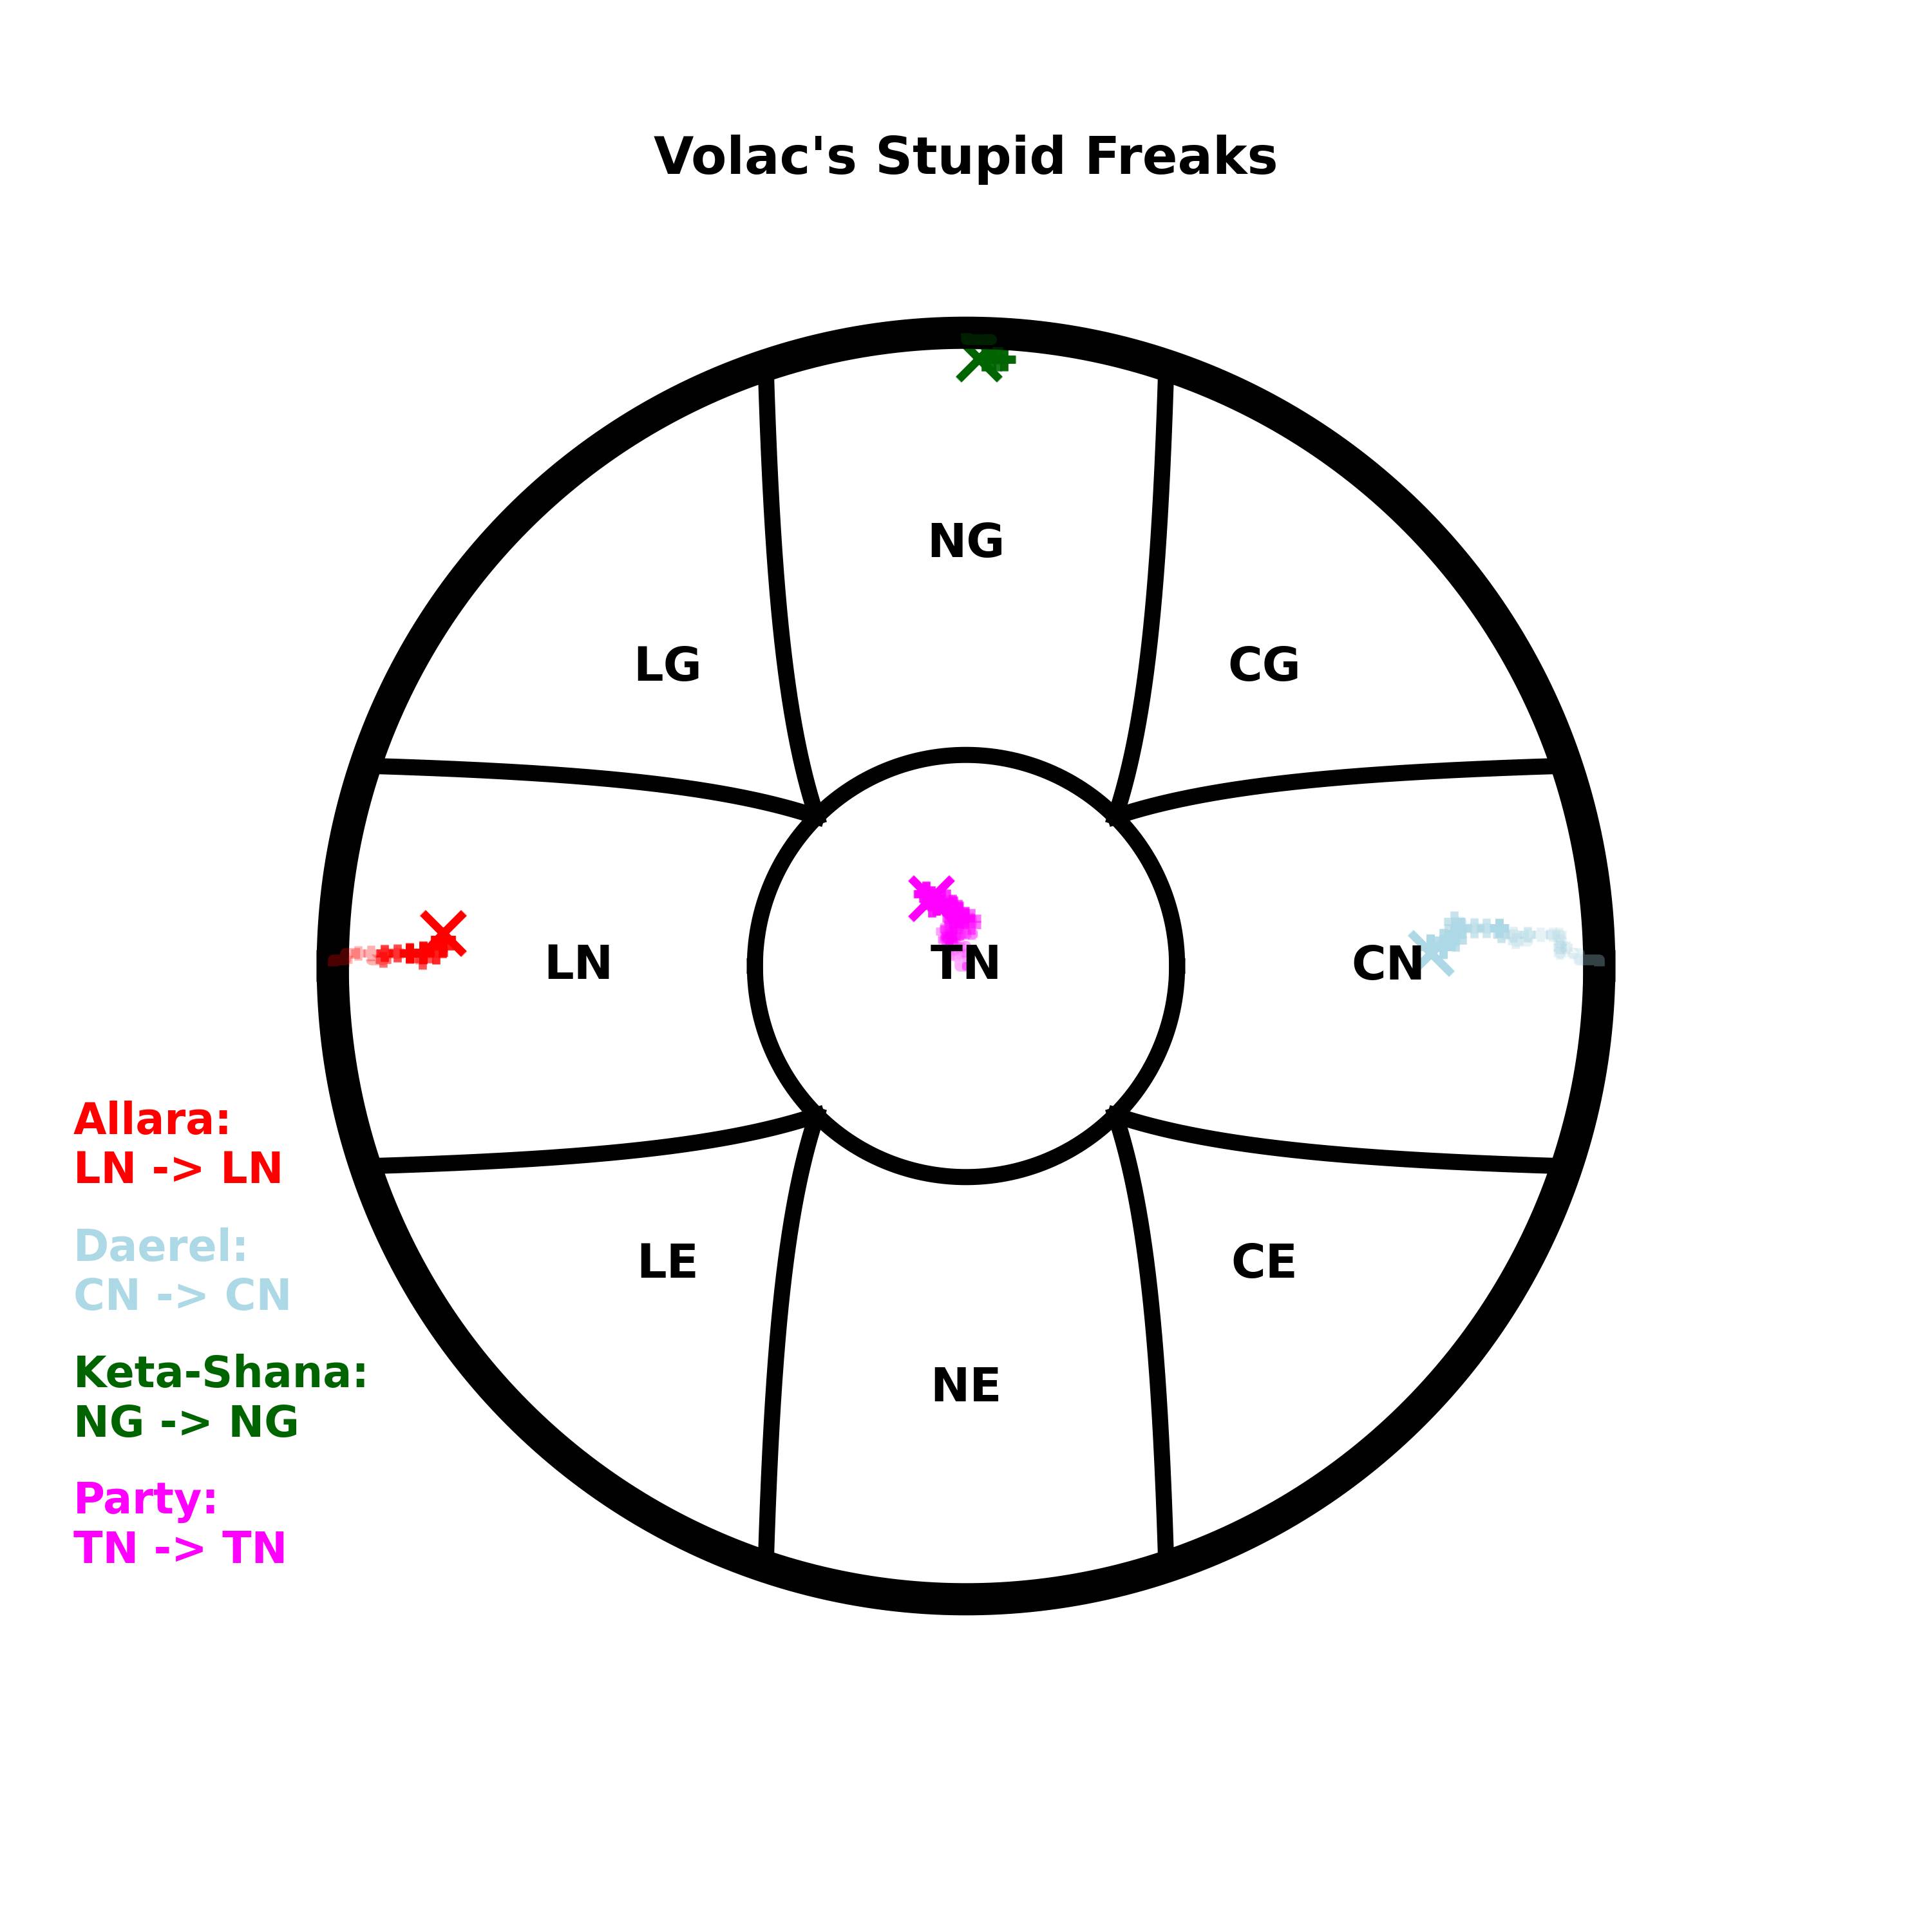 Volac's Stupid Freaks
NG
LG
CG
LN
TN
CN
LE
CE
NE
Allara:
LN -> LN
Daerel:
CN -> CN
Keta-Shana:
NG -> NG
Party:
TN -> TN